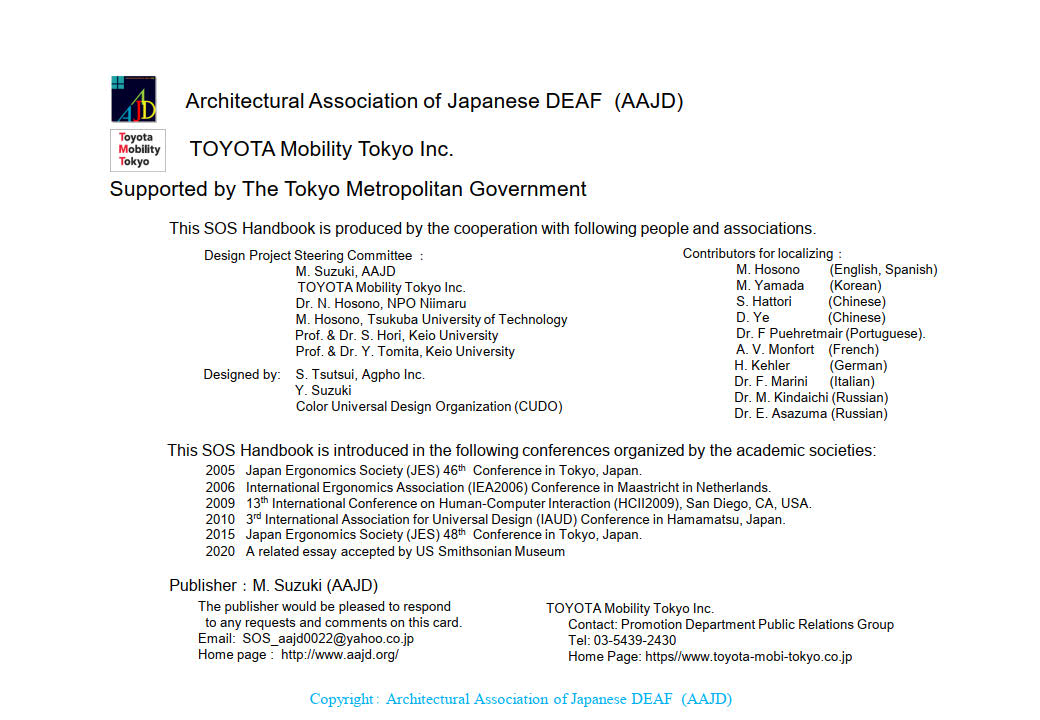 AJD
Architectural Association of Japanese DEAF (AAJD)
Toyota
Mobility
Tokyo
TOYOTA Mobility Tokyo Inc.
Supported by The Tokyo Metropolitan Government
This SOS Handbook is produced by the cooperation with following people and associations.
Design Project Steering Committee :
M. Suzuki, AAJD
TOYOTA Mobility Tokyo Inc.
Dr. N. Hosono, NPO Niimaru
M. Hosono, Tsukuba University of Technology
Prof. & Dr. S. Hori, Keio University
Prof. & Dr. Y. Tomita, Keio University
Designed by: S. Tsutsui, Agpho Inc.
Y. Suzuki
Color Universal Design Organization (CUDO)
Contributors for localizing :
M. Hosono (English, Spanish)
M. Yamada (Korean)
S. Hattori (Chinese)
D. Ye (Chinese)
Dr. F Puehretmair (Portuguese).
A. V. Monfort (French)
H. Kehler (German)
Dr. F. Marini (Italian)
Dr. M. Kindaichi (Russian)
Dr. E. Asazuma (Russian)
This SOS Handbook is introduced in the following conferences organized by the academic societies:
2005 Japan Ergonomics Society (JES) 46th Conference in Tokyo, Japan.
2006 International Ergonomics Association (IEA2006) Conference in Maastricht in Netherlands.
2009 13th International Conference on Human-Computer Interaction (HCII2009), San Diego, CA, USA.
2010 3rd International Association for Universal Design (IAUD) Conference in Hamamatsu, Japan.
2015 Japan Ergonomics Society (JES) 48th Conference in Tokyo, Japan.
2020 A related essay accepted by US Smithsonian Museum
Publisher : M. Suzuki (AAJD)
The publisher would be pleased to respond
to any requests and comments on this card.
Email: SOS_aajd0022@yahoo.co.jp
Home page : http://www.aajd.org/
TOYOTA Mobility Tokyo Inc.
Contact: Promotion Department Public Relations Group
Tel: 03-5439-2430
Home Page: https//www.toyota-mobi-tokyo.co.jp
Copyright : Architectural Association of Japanese DEAF (AAJD)